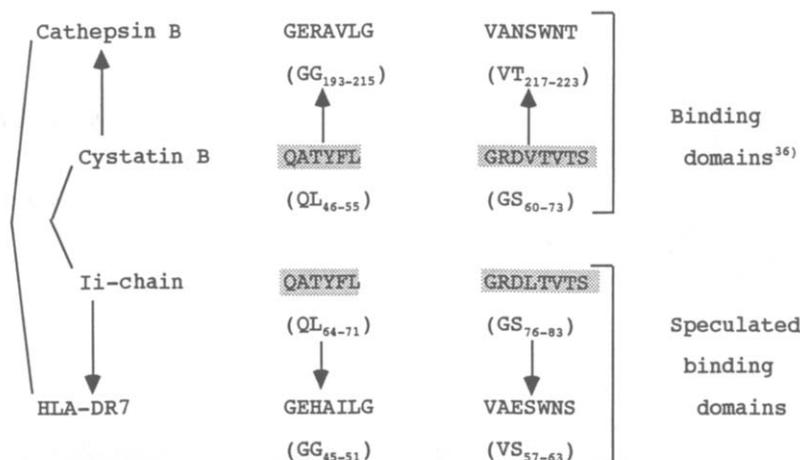 Cathepsin B GERAVLG VANSWNT
(GG193-215) (VT217-223)
Binding
Cystatin B QATYFL GRDVTVTS domains36)
(QL46-55) (GS60-73)
Ii-chain QATYFL GRDLTVTS
(QL64-71) (GS76-83) Speculated
binding
HLA-DR7 GEHAILG VAESWNS domains
(GG45-51) (VS57-63)